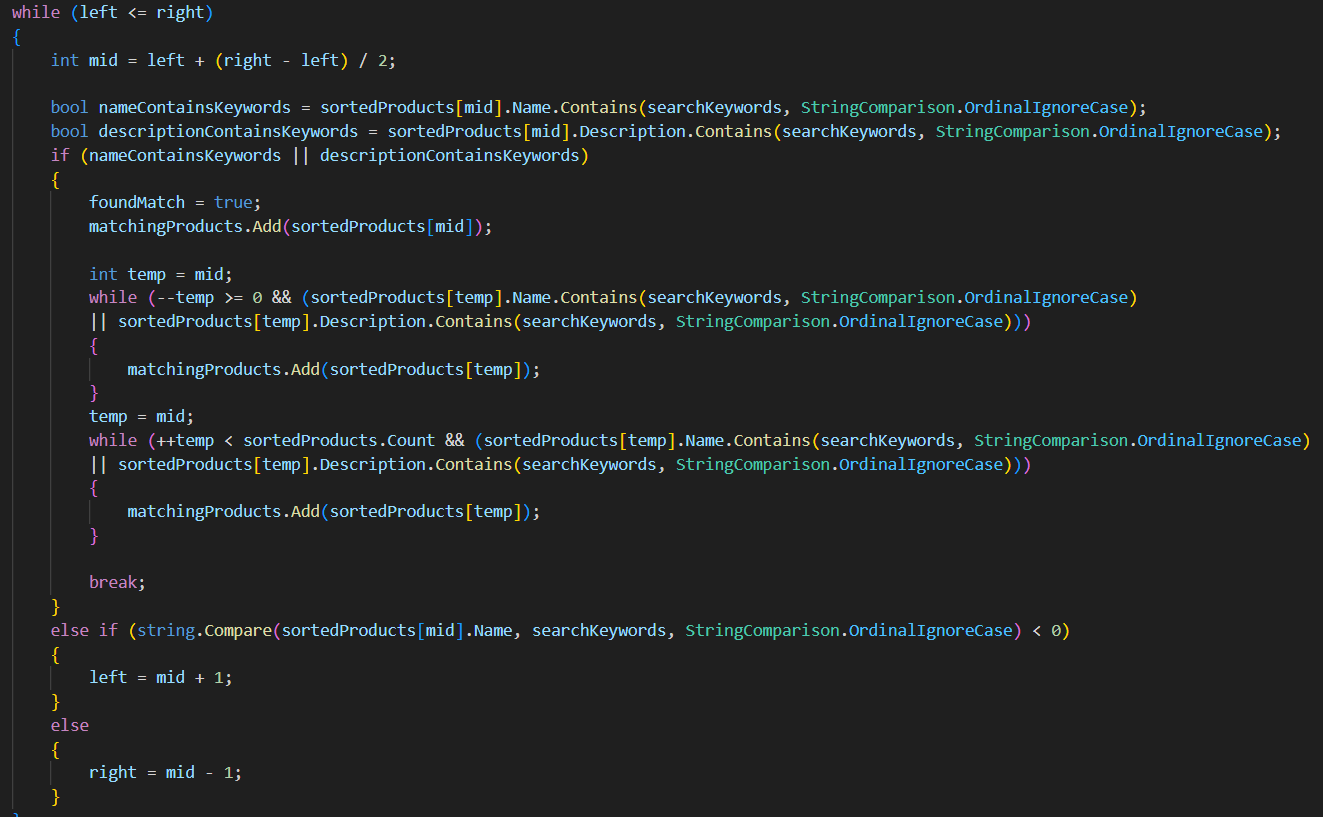 while (left <= right)
{
    int mid = left + (right - left) / 2;

    bool nameContainsKeywords = sortedProducts[mid].Name.Contains(searchKeywords, StringComparison.OrdinalIgnoreCase);
    bool descriptionContainsKeywords = sortedProducts[mid].Description.Contains(searchKeywords, StringComparison.OrdinalIgnoreCase);
    if (nameContainsKeywords || descriptionContainsKeywords)
    {
        foundMatch = true;
        matchingProducts.Add(sortedProducts[mid]);

        int temp = mid;
        while (--temp >= 0 && (sortedProducts[temp].Name.Contains(searchKeywords, StringComparison.OrdinalIgnoreCase)
        || sortedProducts[temp].Description.Contains(searchKeywords, StringComparison.OrdinalIgnoreCase)))
        {
            matchingProducts.Add(sortedProducts[temp]);
        }
        temp = mid;
        while (++temp < sortedProducts.Count && (sortedProducts[temp].Name.Contains(searchKeywords, StringComparison.OrdinalIgnoreCase)
        || sortedProducts[temp].Description.Contains(searchKeywords, StringComparison.OrdinalIgnoreCase)))
        {
            matchingProducts.Add(sortedProducts[temp]);
        }

        break;
    }
    else if (string.Compare(sortedProducts[mid].Name, searchKeywords, StringComparison.OrdinalIgnoreCase) < 0)
    {
        left = mid + 1;
    }
    else
    {
        right = mid - 1;
    }